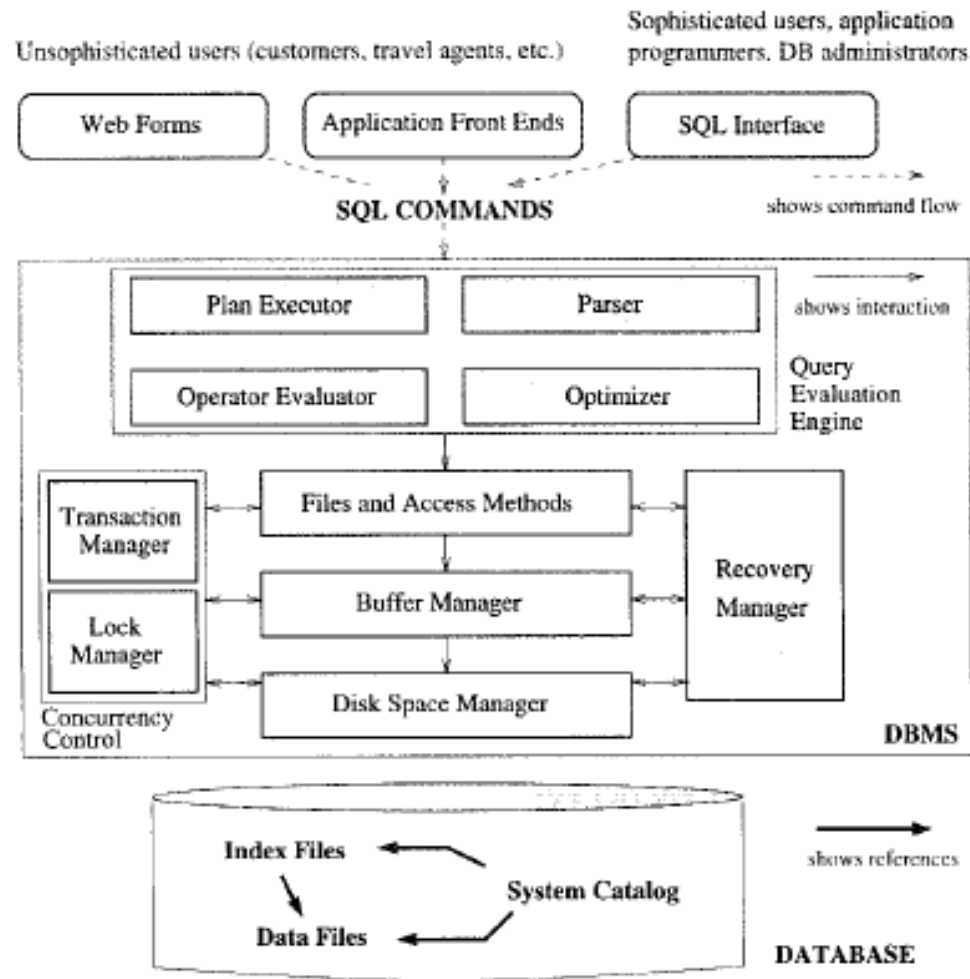 Unsophisticated users (customers, travel agents, etc.)
Sophisticated users, application
programmers, DB administrators
Web Forms
Application Front Ends
SQL Interface
SQL COMMANDS
shows command flow
Plan Executor
Parser
shows interaction
Operator Evaluator
Optimizer
Query
Evaluation
Engine
Transaction
Manager
Files and Access Methods
Recovery
Manager
Buffer Manager
Lock
Manager
Disk Space Manager
Concurrency
Control
DBMS
Index Files
System Catalog
Data Files
shows references
DATABASE